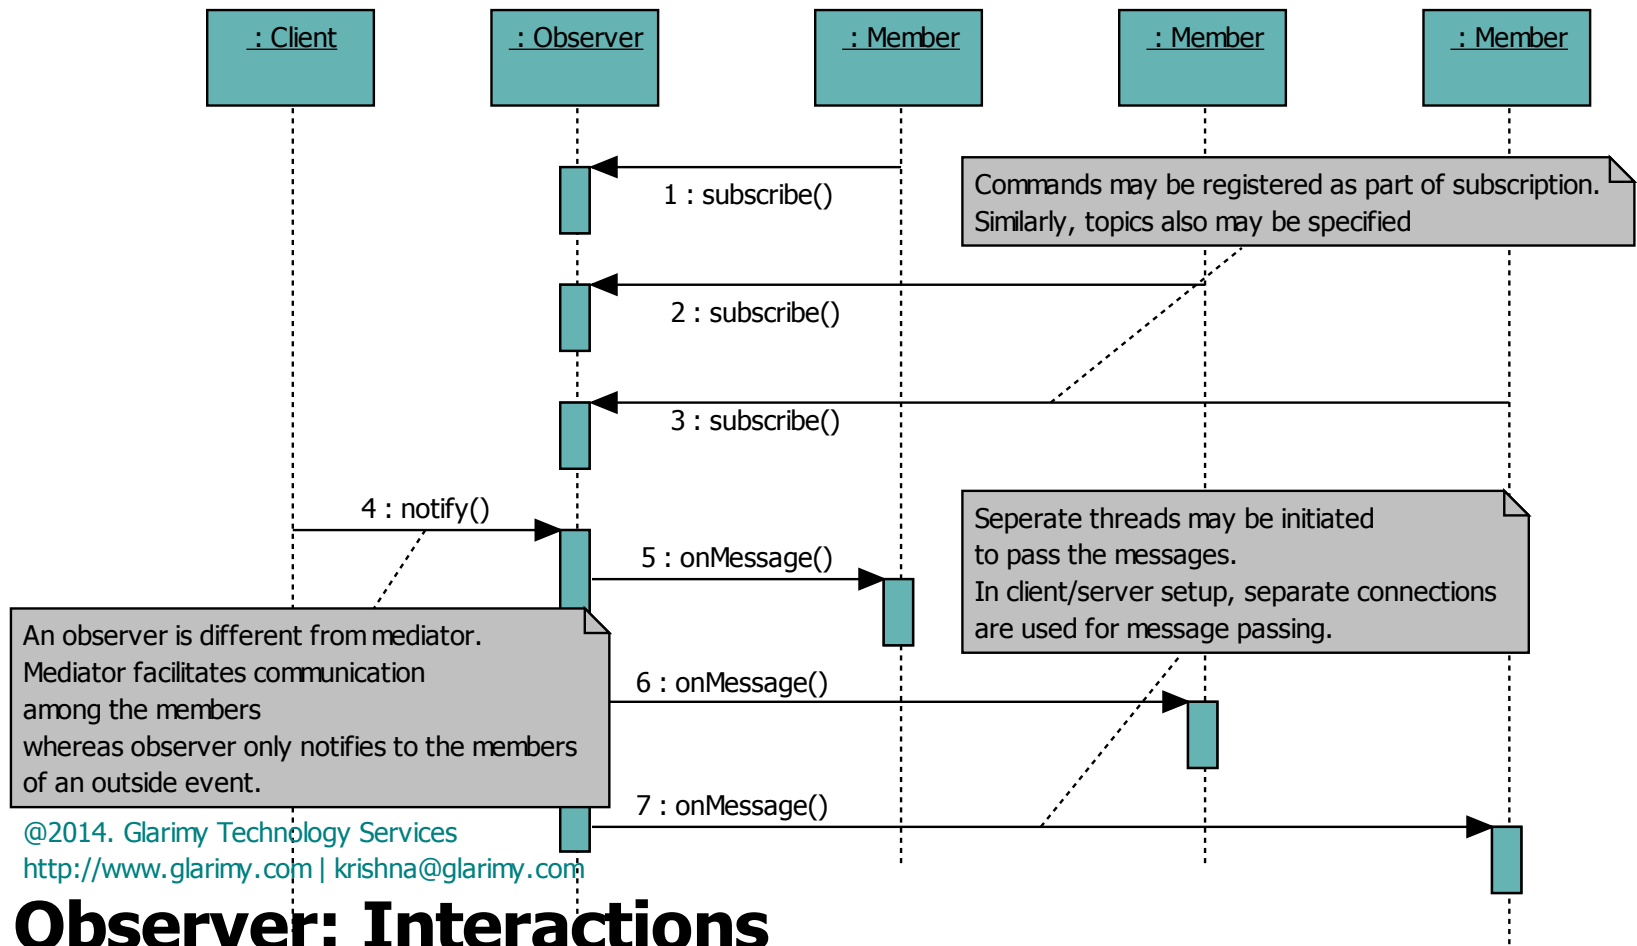 : Client
: Observer
: Member
: Member
: Member
1 : subscribe()
Commands may be registered as part of subscription.
Similarly, topics also may be specified
2 : subscribe()
3 : subscribe()
4 : notify()
Seperate threads may be initiated
to pass the messages.
In client/server setup, separate connections
are used for message passing.
5 : onMessage()
An observer is different from mediator.
Mediator facilitates communication
among the members
whereas observer only notifies to the members
of an outside event.
6 : onMessage()
7 : onMessage()
@2014. Glarimy Technology Services
http://www.glarimy.com | krishna@glarimy.com
Observer: Interactions